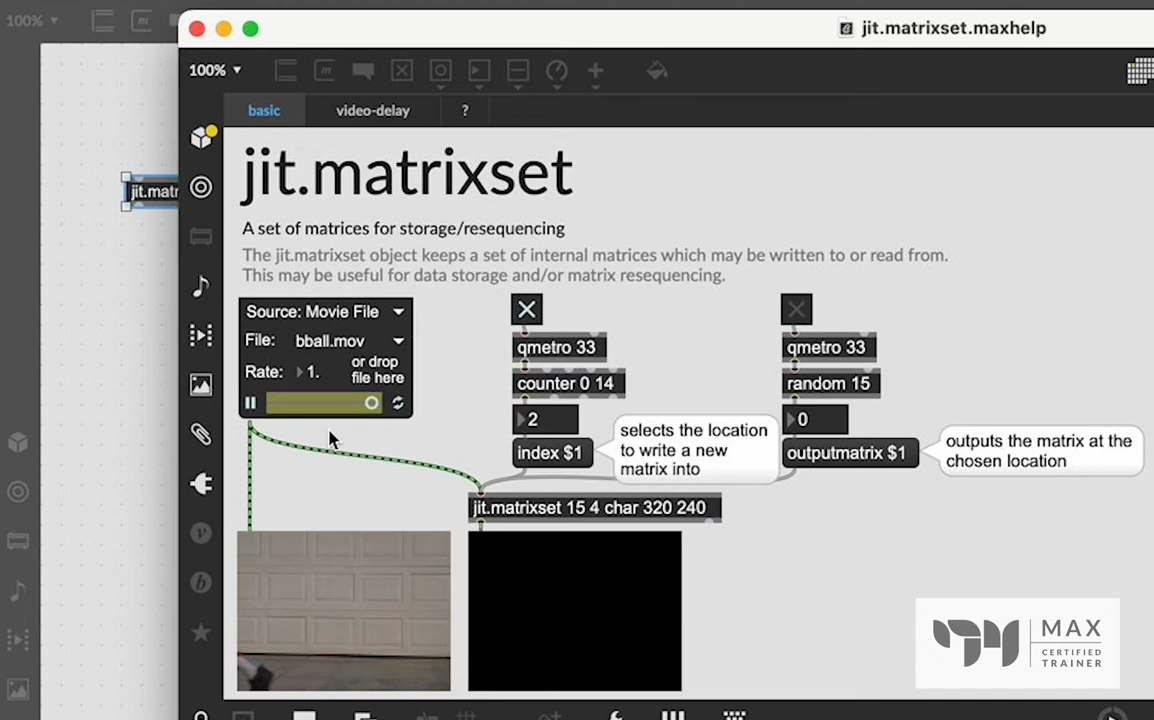 100%
jit.matrixset.maxhelp
100%
basic
video-delay
?
jit.matr
jit.matrixset
A set of matrices for storage/resequencing
The jit.matrixset object keeps a set of internal matrices which may be written to or read from.
This may be useful for data storage and/or matrix resequencing.
Source: Movie File
File: bball.mov
Rate: 1.
or drop
file here
qmetro 33
counter 0 14
2
index $1
selects the location
to write a new
matrix into
qmetro 33
random 15
0
outputmatrix $1
outputs the matrix at the
chosen location
jit.matrixset 15 4 char 320 240
MAX
CERTIFIED
TRAINER